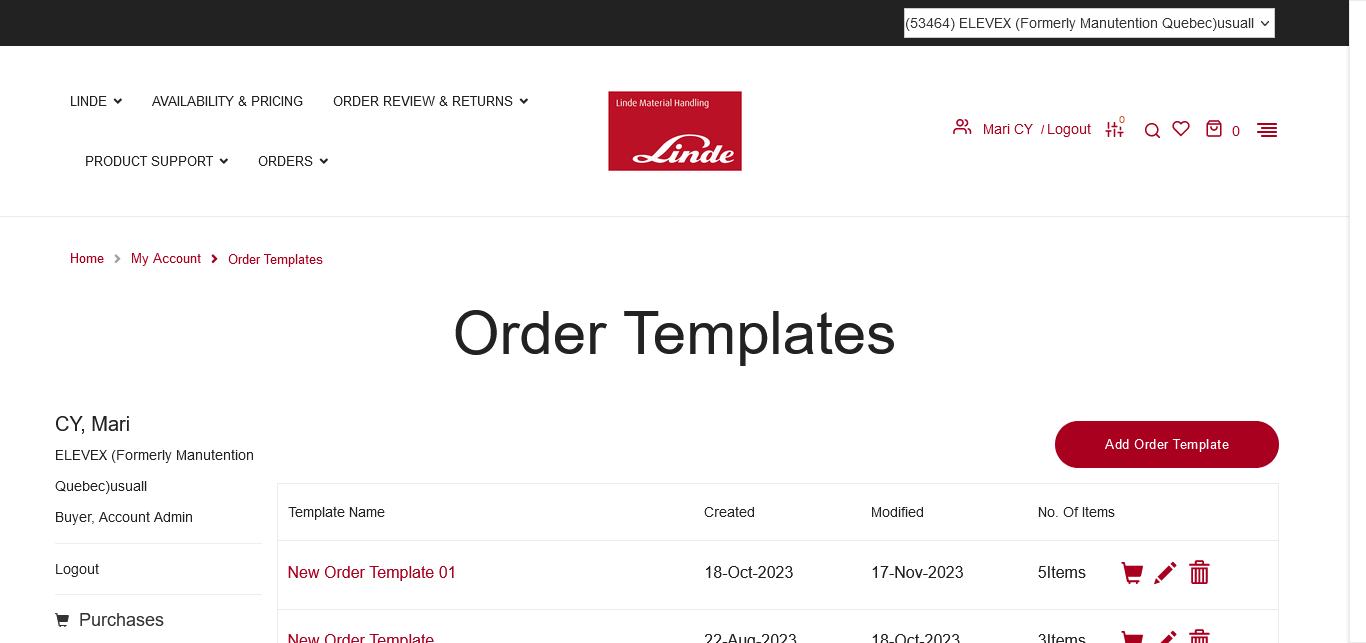 (53464) ELEVEX (Formerly Manutention Quebec)usuall
LINDE
AVAILABILITY & PRICING
ORDER REVIEW & RETURNS
PRODUCT SUPPORT
ORDERS
Linde Material Handling
Linde
Mari CY / Logout
0
0
Home
My Account
Order Templates
Order Templates
CY, Mari
ELEVEX (Formerly Manutention
Quebec)usuall
Buyer, Account Admin
Logout
Purchases
Add Order Template
Template Name Created Modified No. Of Items
New Order Template 01 18-Oct-2023 17-Nov-2023 5Items
New Order Template 22-Aug-2023 18-Oct-2023 3Items